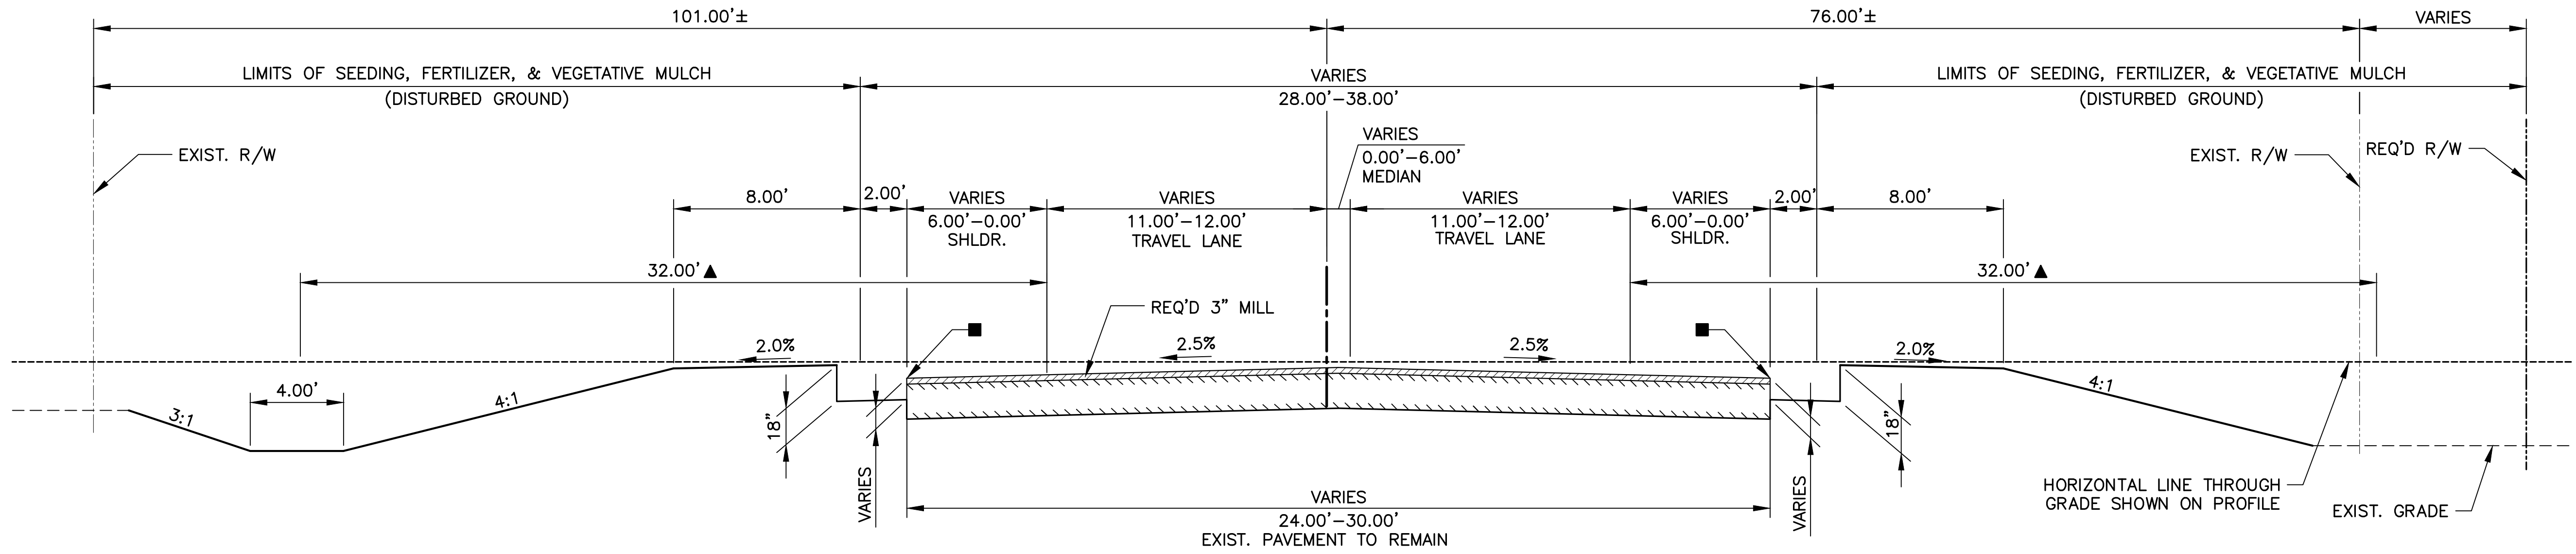 101.00'±
76.00'±
VARIES
LIMITS OF SEEDING, FERTILIZER, & VEGETATIVE MULCH
(DISTURBED GROUND)
VARIES
28.00'-38.00'
LIMITS OF SEEDING, FERTILIZER, & VEGETATIVE MULCH
(DISTURBED GROUND)
EXIST. R/W
VARIES
0.00'-6.00'
MEDIAN
EXIST. R/W
REQ'D R/W
8.00'
2.00'
VARIES
6.00'-0.00'
SHLDR.
VARIES
11.00'-12.00'
TRAVEL LANE
VARIES
11.00'-12.00'
TRAVEL LANE
VARIES
6.00'-0.00'
SHLDR.
2.00'
8.00'
32.00'▲
32.00'▲
REQ'D 3" MILL
■
■
2.0%
2.5%
2.5%
2.0%
3:1
4.00'
4:1
18"
VARIES
VARIES
18"
4:1
VARIES
24.00'-30.00'
EXIST. PAVEMENT TO REMAIN
HORIZONTAL LINE THROUGH
GRADE SHOWN ON PROFILE
EXIST. GRADE